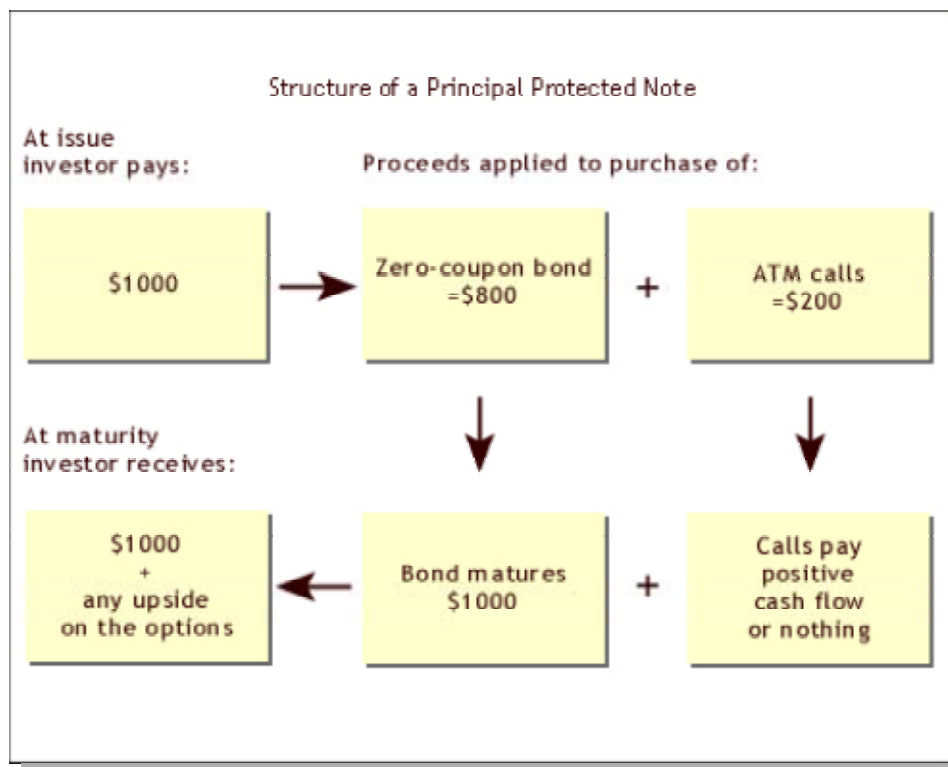 Structure of a Principal Protected Note
At issue
investor pays:
Proceeds applied to purchase of:
$1000
Zero-coupon bond
=$800
+
ATM calls
=$200
At maturity
investor receives:
$1000
+
any upside
on the options
Bond matures
$1000
+
Calls pay
positive
cash flow
or nothing